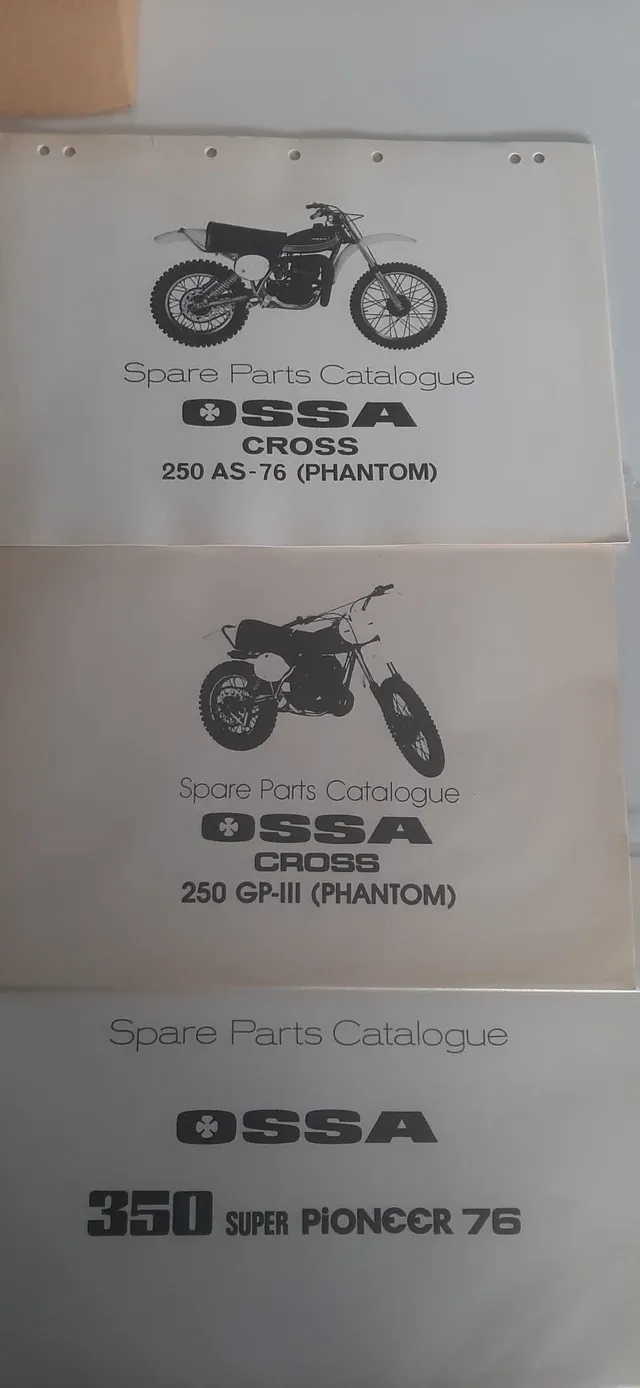 Spare Parts Catalogue
OSSA
CROSS
250 AS-76 (PHANTOM)
Spare Parts Catalogue
OSSA
CROSS
250 GP-III (PHANTOM)
Spare Parts Catalogue
OSSA
350 SUPER PiONEER 76